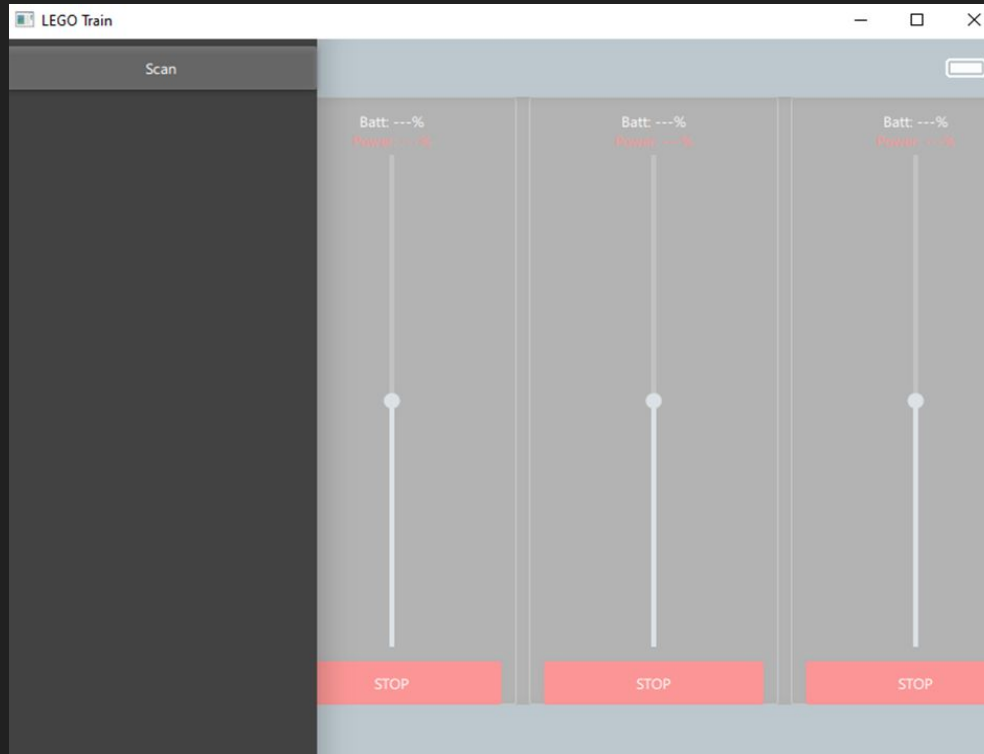 LEGO Train
Scan
Batt: ---%
Power: ---%
STOP
Batt: ---%
Power: ---%
STOP
Batt: ---%
Power: ---%
STOP